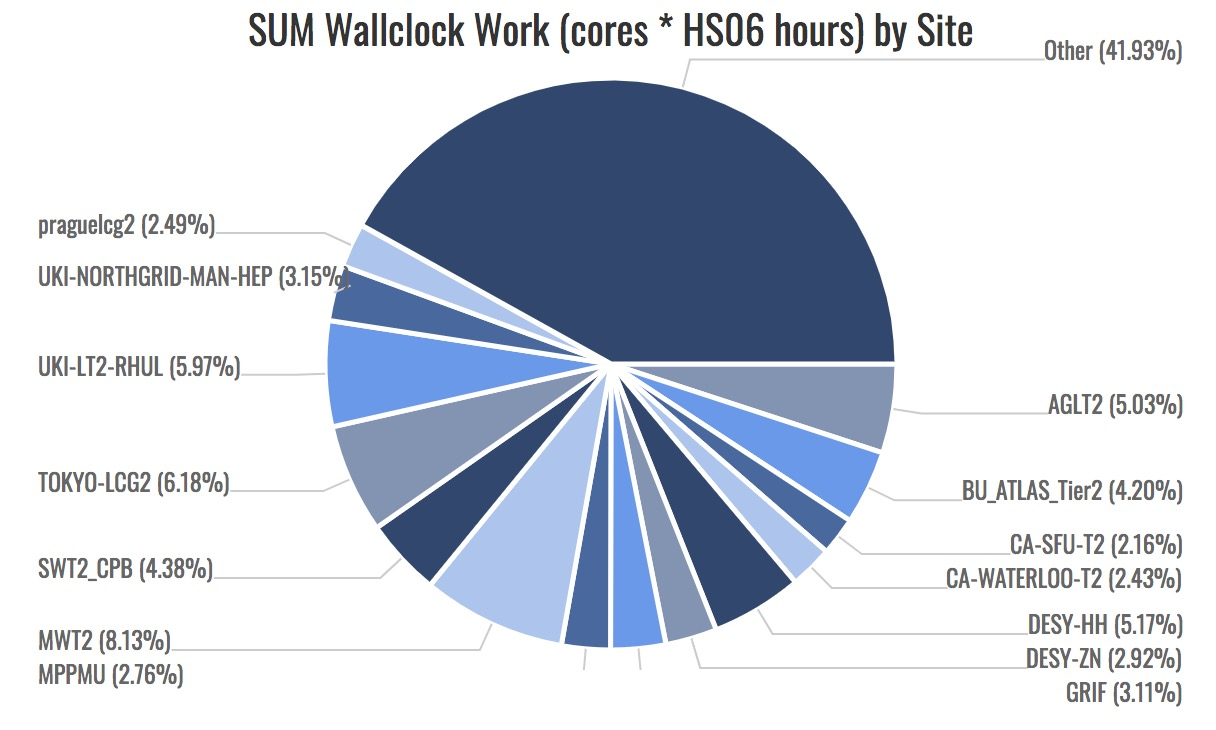 SUM Wallclock Work (cores * HS06 hours) by Site
Other (41.93%)
praguelcg2 (2.49%)
UKI-NORTHGRID-MAN-HEP (3.15%)
UKI-LT2-RHUL (5.97%)
AGLT2 (5.03%)
TOKYO-LCG2 (6.18%)
BU_ATLAS_Tier2 (4.20%)
CA-SFU-T2 (2.16%)
SWT2_CPB (4.38%)
CA-WATERLOO-T2 (2.43%)
DESY-HH (5.17%)
MWT2 (8.13%)
DESY-ZN (2.92%)
MPPMU (2.76%)
GRIF (3.11%)